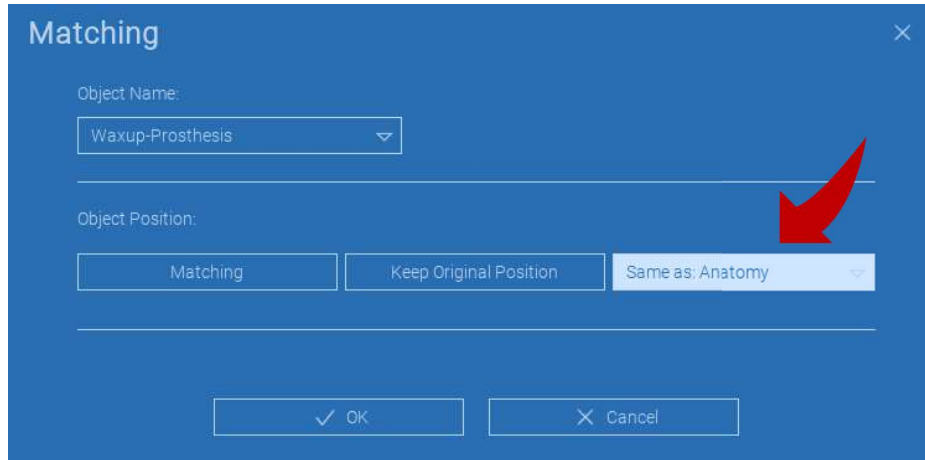 Matching
Object Name:
Waxup-Prosthesis
Object Position:
Matching
Keep Original Position
Same as: Anatomy
OK
Cancel